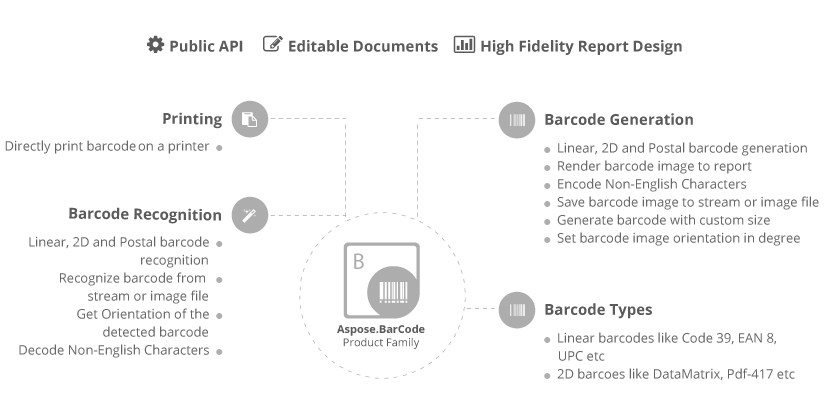 Public API
Editable Documents
High Fidelity Report Design
Printing
Directly print barcode on a printer
Barcode Recognition
Linear, 2D and Postal barcode
recognition
Recognize barcode from
stream or image file
Get Orientation of the
detected barcode
Decode Non-English Characters
B
Aspose.BarCode
Product Family
Barcode Generation
Linear, 2D and Postal barcode generation
Render barcode image to report
Encode Non-English Characters
Save barcode image to stream or image file
Generate barcode with custom size
Set barcode image orientation in degree
Barcode Types
Linear barcodes like Code 39, EAN 8,
UPC etc
2D barcoes like DataMatrix, Pdf-417 etc